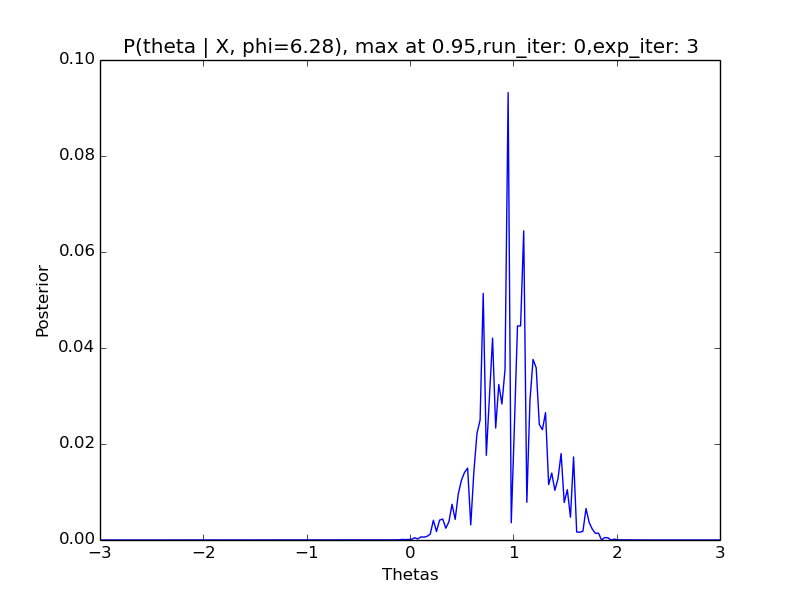 P(theta | X, phi=6.28), max at 0.95,run_iter: 0,exp_iter: 3
0.10
0.08
0.06
0.04
0.02
0.00
Posterior
−3 −2 −1 0 1 2 3
Thetas